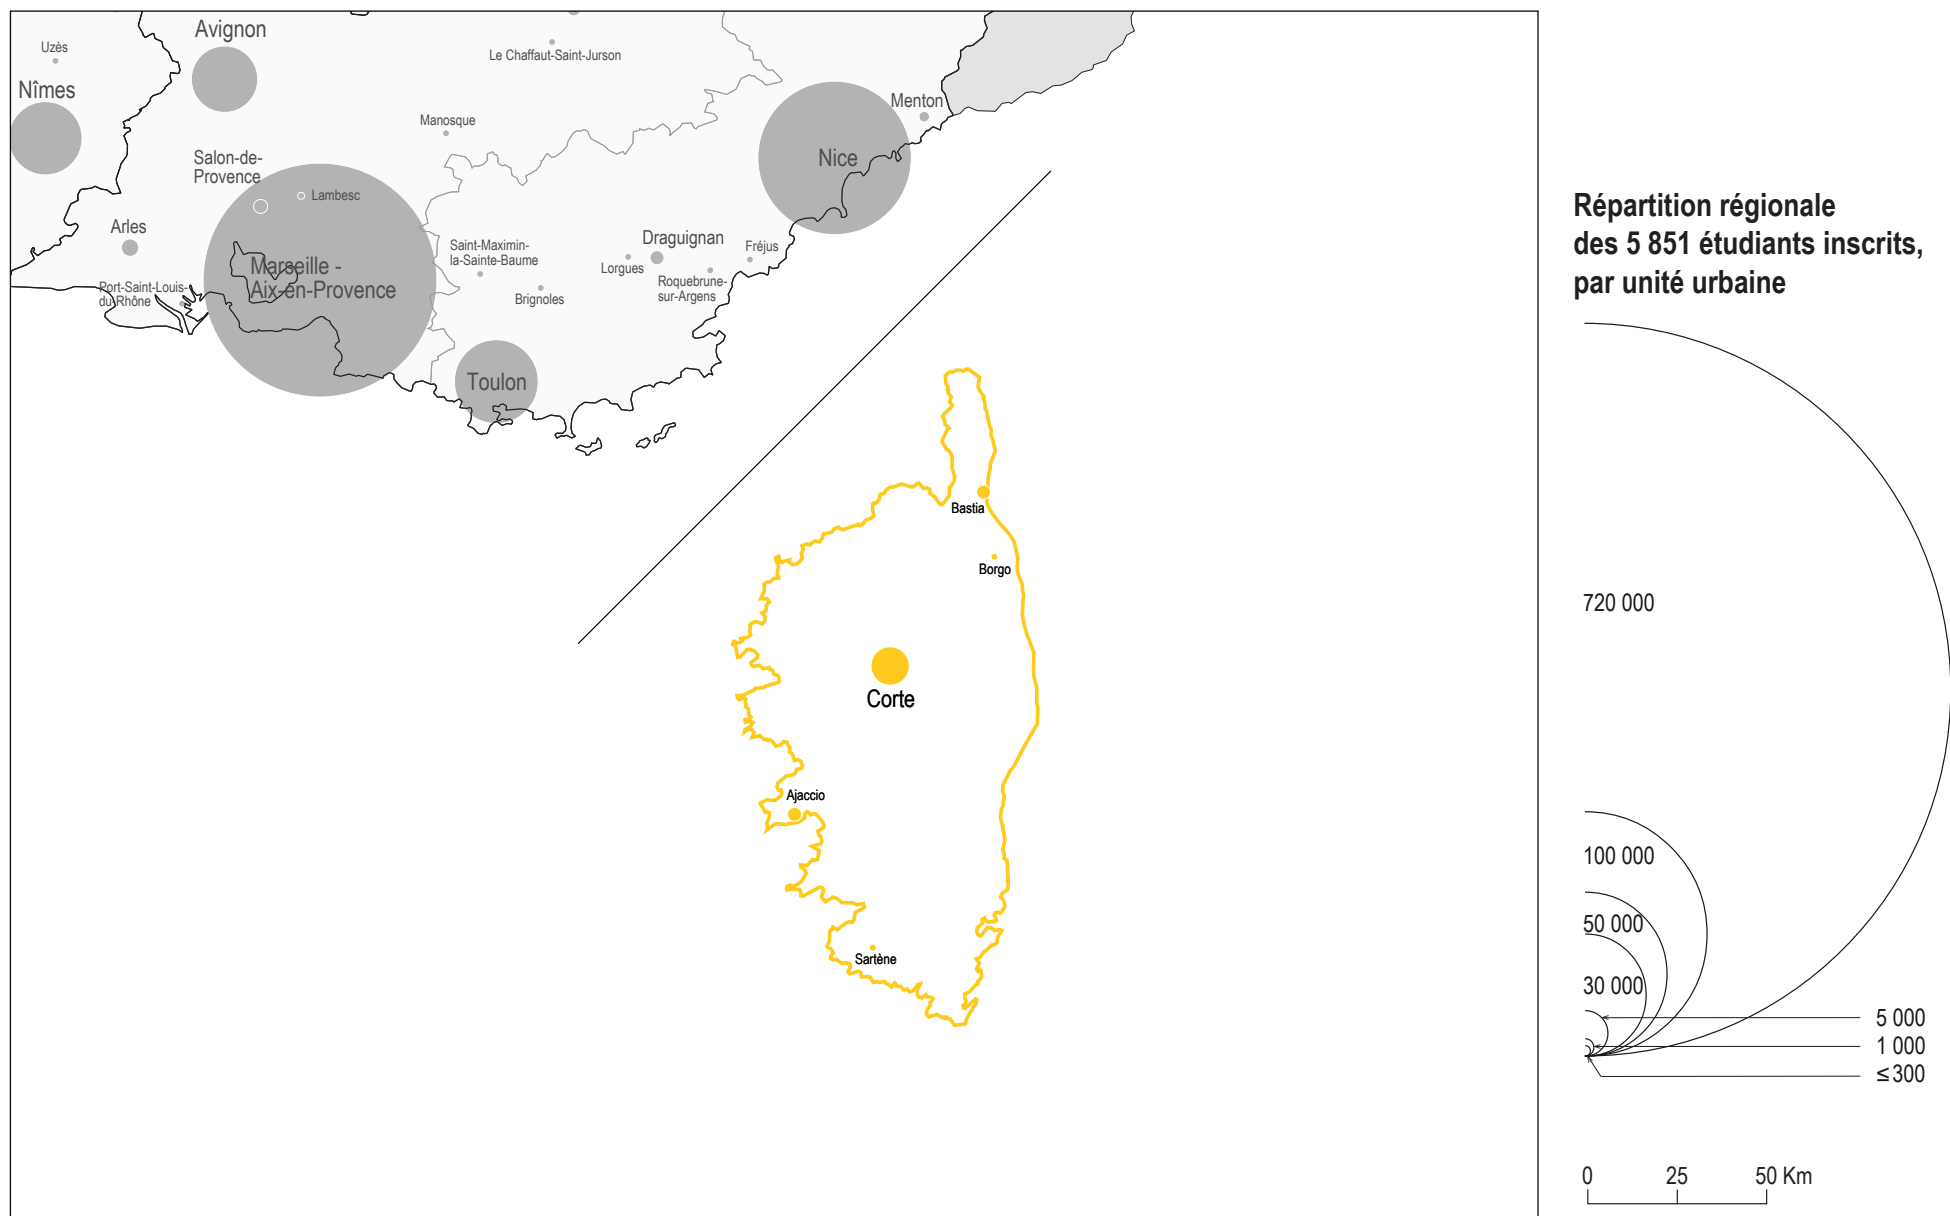 Uzès
Avignon
Le Chaffaut-Saint-Jurson
Nîmes
Menton
Manosque
Salon-de-
Provence
Nice
Lambesc
Arles
Saint-Maximin-
la-Sainte-Baume
Draguignan
Fréjus
Lorgues
Marseille -
Aix-en-Provence
Roquebrune-
sur-Argens
Port-Saint-Louis-
du-Rhône
Brignoles
Toulon
Bastia
Borgo
Corte
Ajaccio
Sartène
Répartition régionale
des 5 851 étudiants inscrits,
par unité urbaine
720 000
100 000
50 000
30 000
5 000
1 000
≤ 300
0 25 50 Km